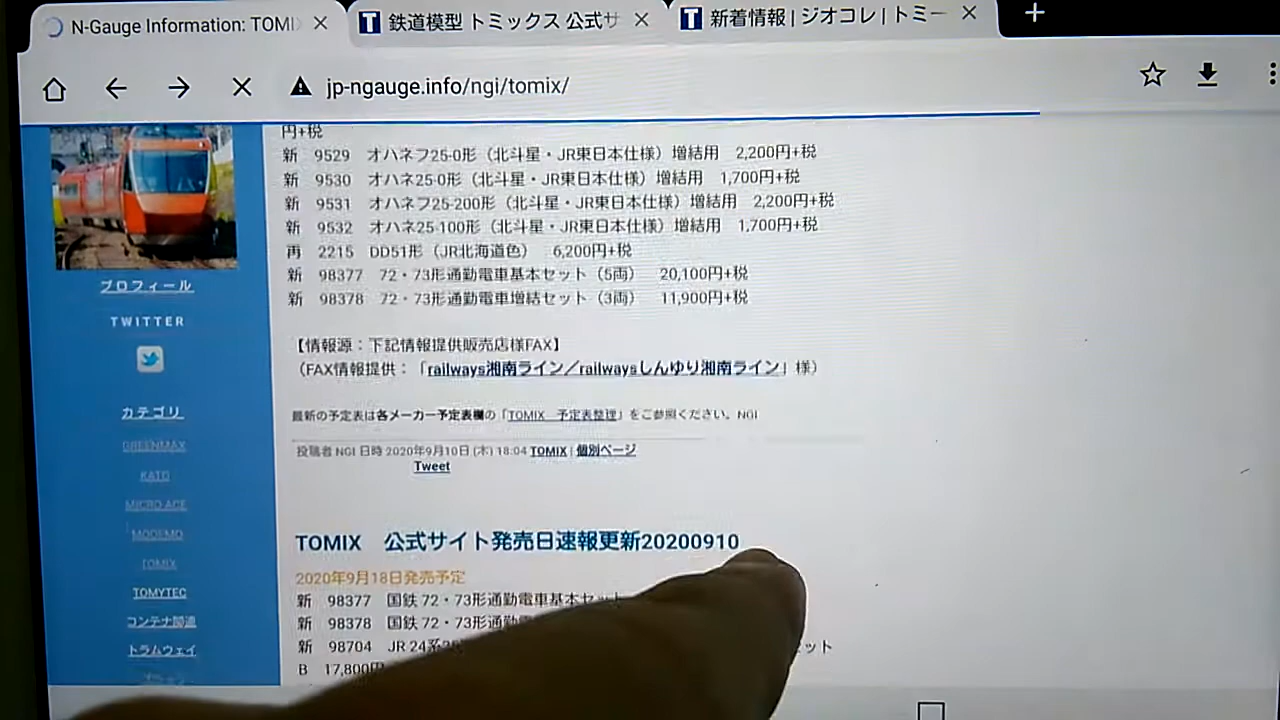 N-Gauge Information: TOMI
鉄道模型 トミックス 公式サ
新着情報 | ジオコレ | トミー
jp-ngauge.info/ngi/tomix/
円+税
新 9529 オハネフ25-0形（北斗星・JR東日本仕様）増結用 2,200円+税
新 9530 オハネ25-0形（北斗星・JR東日本仕様）増結用 1,700円+税
新 9531 オハネフ25-200形（北斗星・JR東日本仕様）増結用 2,200円+税
新 9532 オハネ25-100形（北斗星・JR東日本仕様）増結用 1,700円+税
再 2215 DD51形（JR北海道色） 6,200円+税
新 98377 72・73形通勤電車基本セット（5両） 20,100円+税
新 98378 72・73形通勤電車増結セット（3両） 11,900円+税
【情報源：下記情報提供販売店様FAX】
（FAX情報提供：「railways湘南ライン／railwaysしんゆり湘南ライン」様）
最新の予定表は各メーカー予定表欄の「TOMIX 予定表整理」をご参照ください。NGI
投稿者 NGI 日時 2020年9月10日 (木) 18:04 TOMIX | 個別ページ
Tweet
TOMIX 公式サイト発売日速報更新20200910
2020年9月18日発売予定
新 98377 国鉄 72・73形通勤電車基本セット
新 98378 国鉄 72・73形通勤
新 98704 JR 24系25 セット
B 17,800円
プロフィール
TWITTER
カテゴリ
GREENMAX
KATO
MICRO ACE
MODEMO
TOMIX
TOMYTEC
コンテナ関連
トラムウェイ